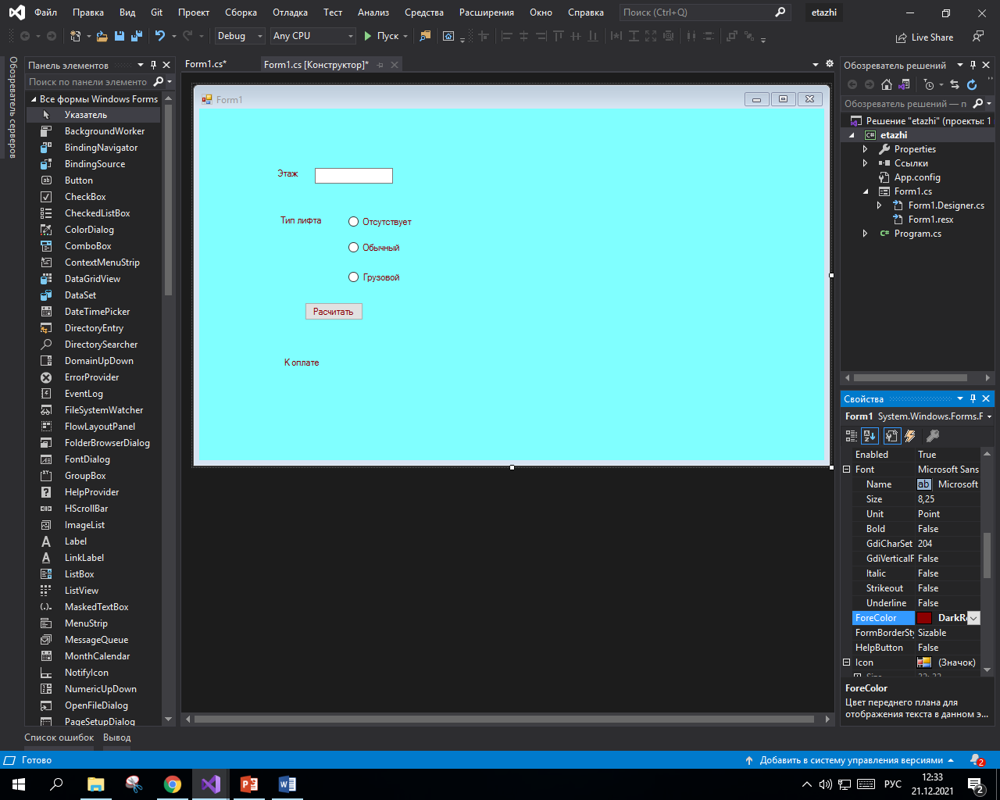 Файл Правка Вид Git Проект Сборка Отладка Тест Анализ Средства Расширения Окно Справка Поиск (Ctrl+Q) etazhi
Debug Any CPU Пуск Live Share
Обозреватель серверов
Панель элементов
Поиск по панели элементо
Все формы Windows Forms
Указатель
BackgroundWorker
BindingNavigator
BindingSource
Button
CheckBox
CheckedListBox
ColorDialog
ComboBox
ContextMenuStrip
DataGridView
DataSet
DateTimePicker
DirectoryEntry
DirectorySearcher
DomainUpDown
ErrorProvider
EventLog
FileSystemWatcher
FlowLayoutPanel
FolderBrowserDialog
FontDialog
GroupBox
HelpProvider
HScrollBar
ImageList
Label
LinkLabel
ListBox
ListView
MaskedTextBox
MenuStrip
MessageQueue
MonthCalendar
NotifyIcon
NumericUpDown
OpenFileDialog
PageSetupDialog
Form1.cs* Form1.cs [Конструктор]*
Form1
Этаж
Тип лифта
Отсутствует
Обычный
Грузовой
Расчитать
К оплате
Обозреватель решений
Обозреватель решений — п
Решение "etazhi" (проекты: 1
etazhi
Properties
Ссылки
App.config
Form1.cs
Form1.Designer.cs
Form1.resx
Program.cs
Свойства
Form1 System.Windows.Forms.F
Enabled True
Font Microsoft Sans
Name ab Microsoft
Size 8,25
Unit Point
Bold False
GdiCharSet 204
GdiVerticalF False
Italic False
Strikeout False
Underline False
ForeColor DarkRe
FormBorderSty Sizable
HelpButton False
Icon (Значок)
Size 32; 32
ForeColor
Цвет переднего плана для
отображения текста в данном э...
Список ошибок Вывод
Готово Добавить в систему управления версиями 2
РУС 12:33
21.12.2021 2